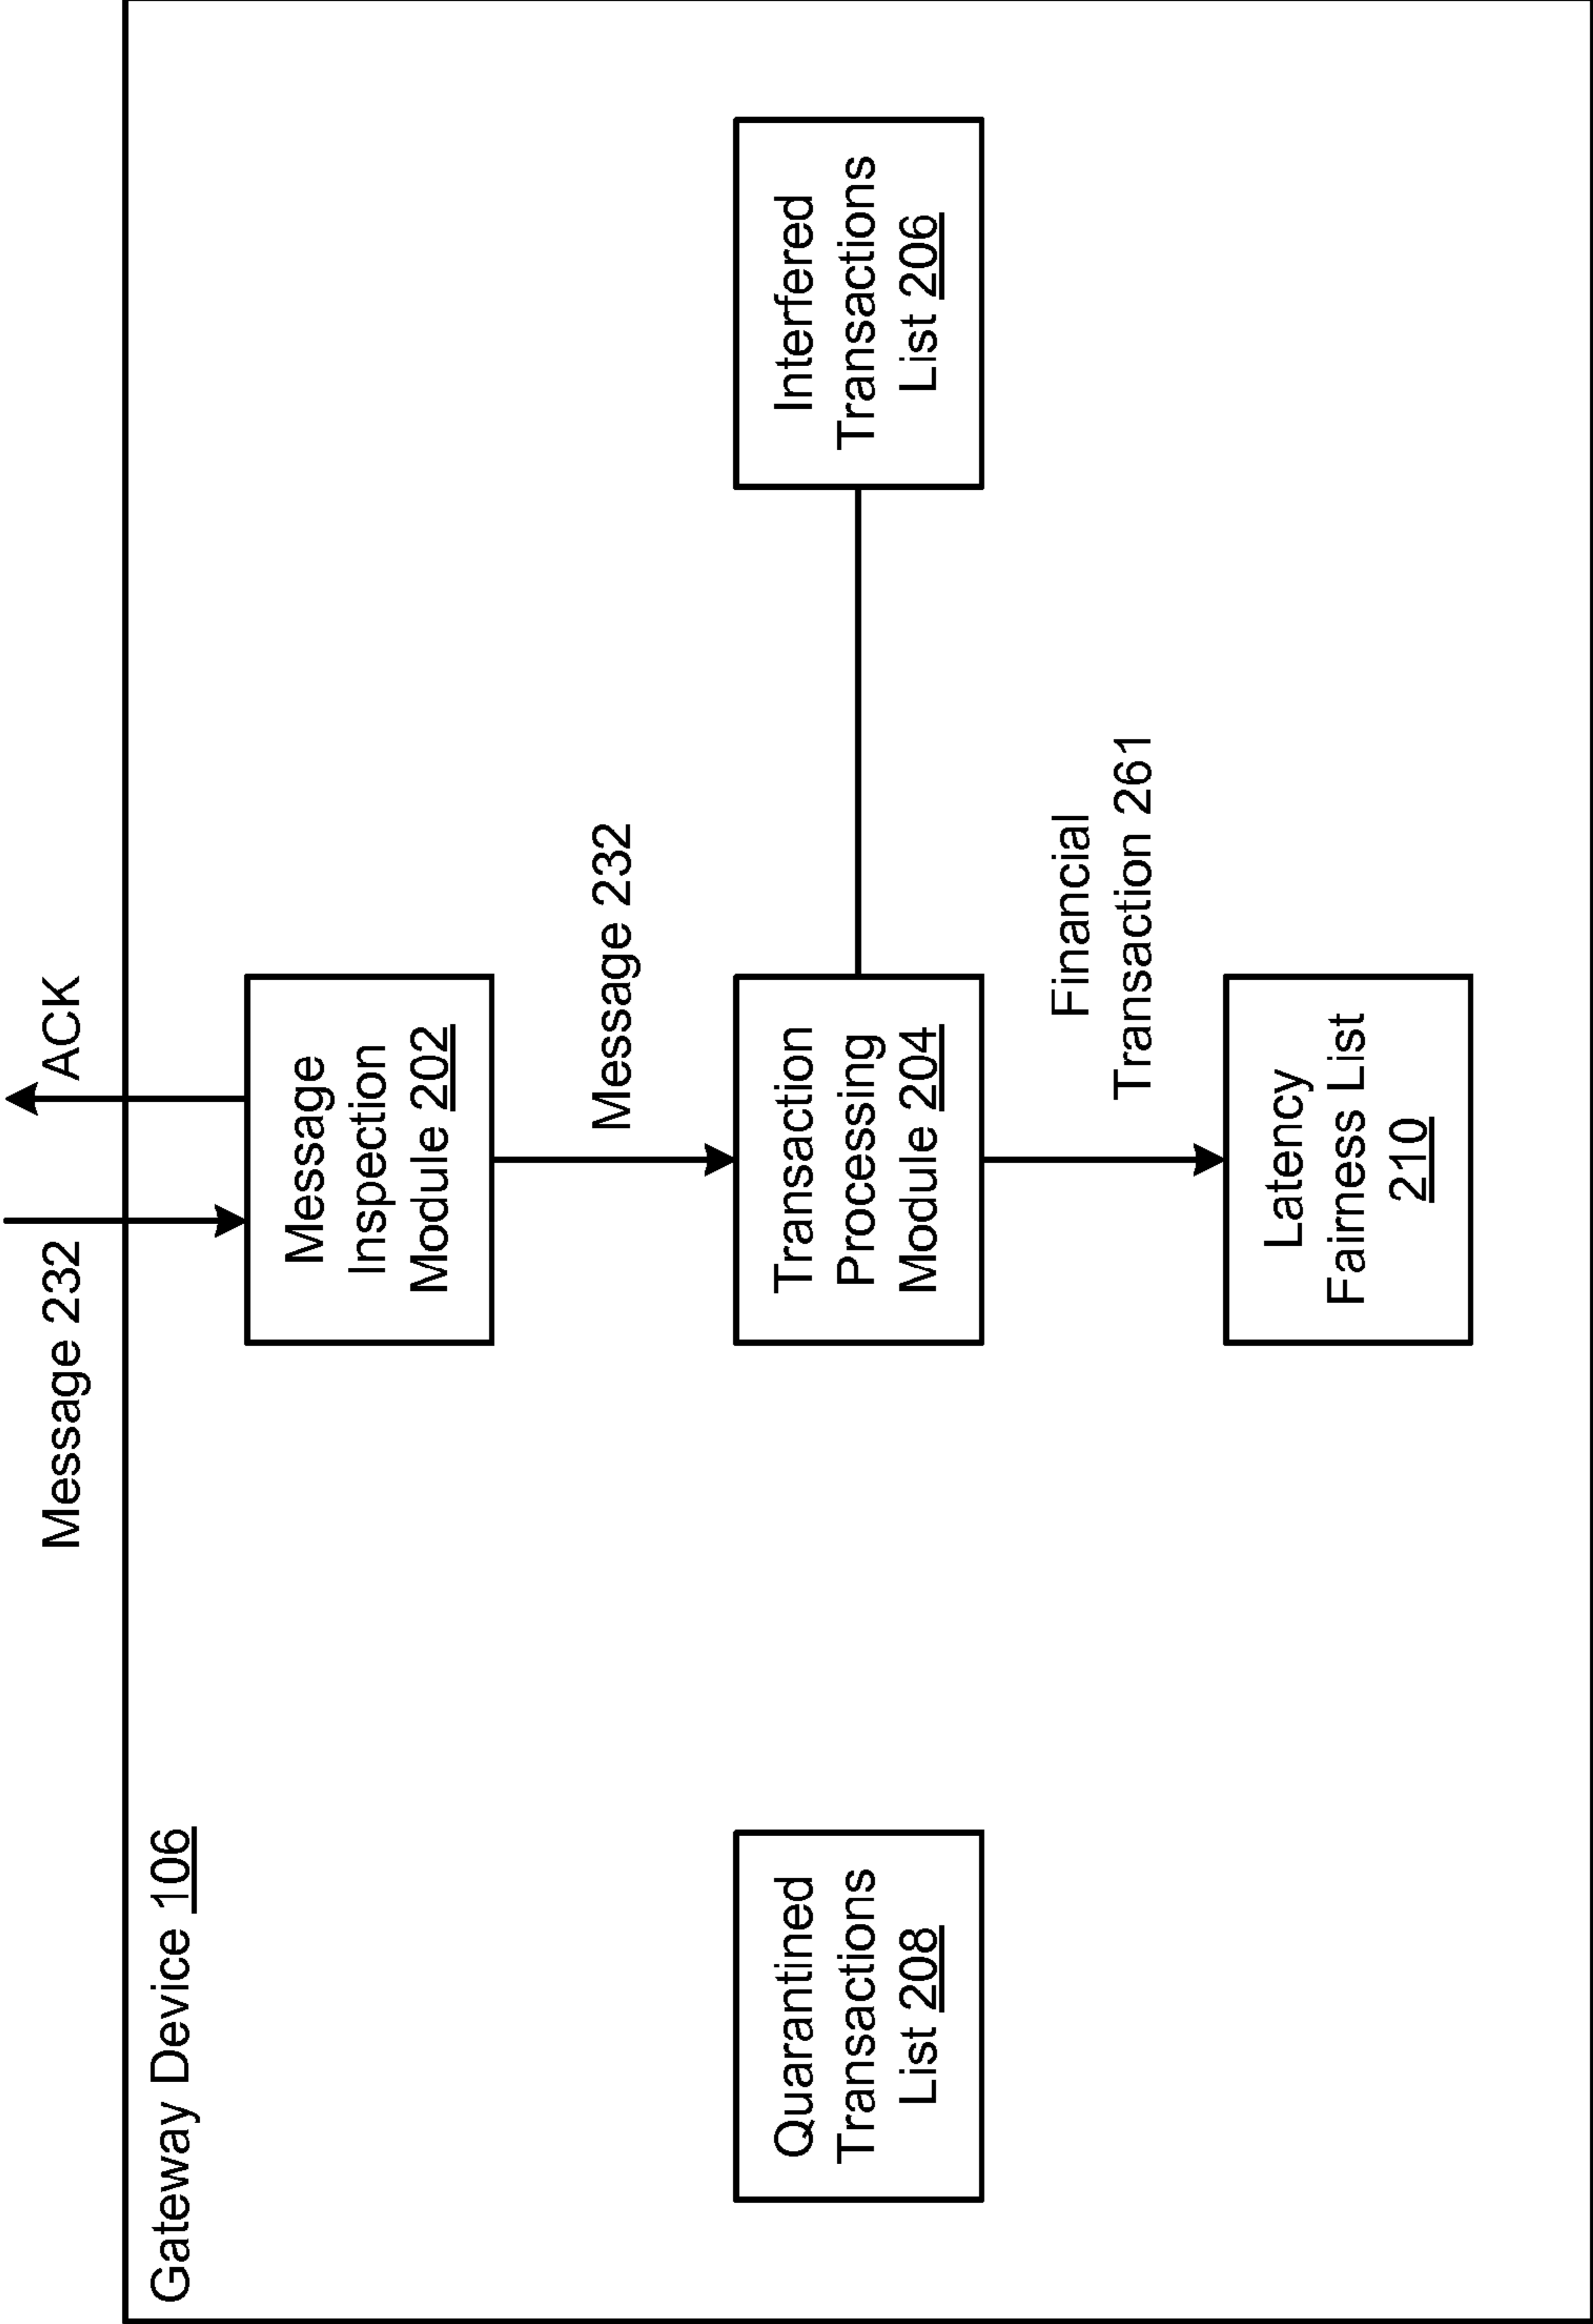 Gateway Device 106
Message 232
ACK
Message
Inspection
Module 202
Message 232
Quarantined
Transactions
List 208
Transaction
Processing
Module 204
Interfered
Transactions
List 206
Financial
Transaction 261
Latency
Fairness List
210